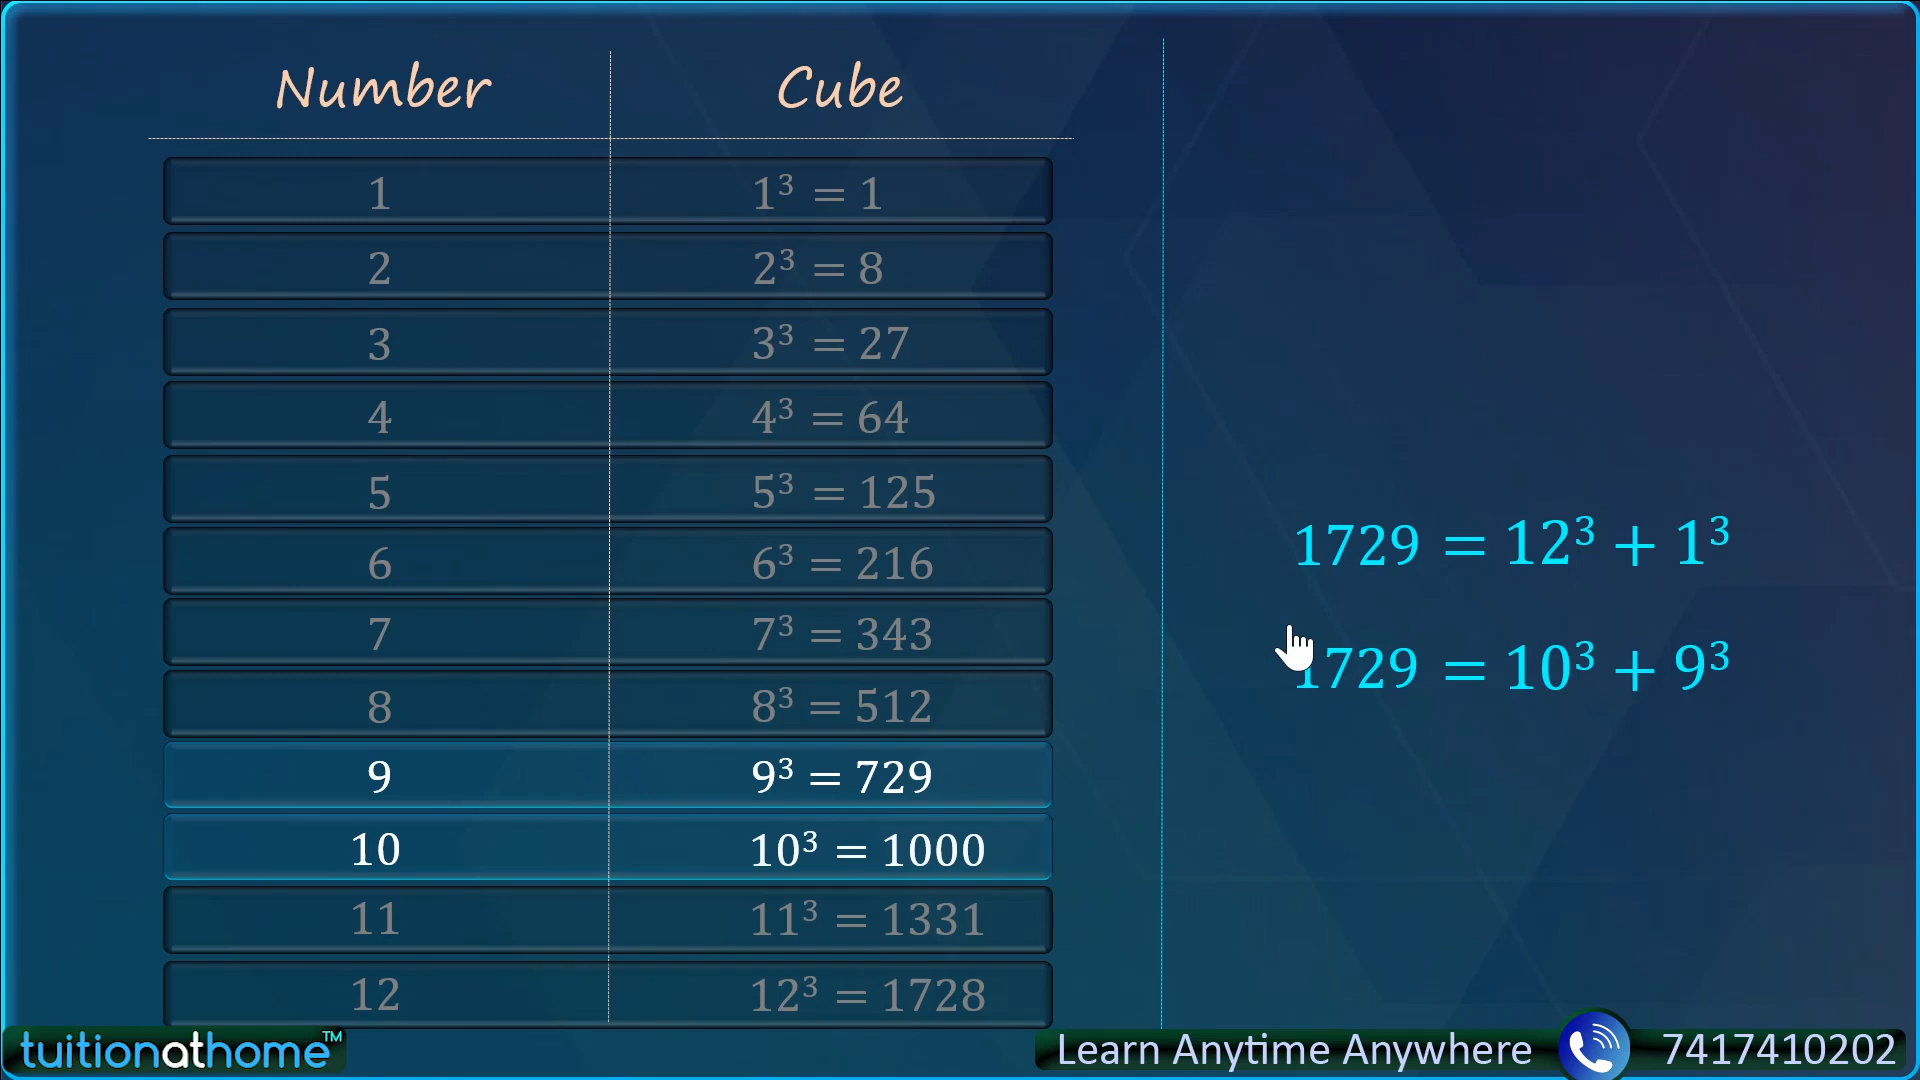 Number Cube
1 1³ = 1
2 2³ = 8
3 3³ = 27
4 4³ = 64
5 5³ = 125
6 6³ = 216
7 7³ = 343
8 8³ = 512
9 9³ = 729
10 10³ = 1000
11 11³ = 1331
12 12³ = 1728
1729 = 12³ + 1³
1729 = 10³ + 9³
tuitionathome™
Learn Anytime Anywhere 7417410202